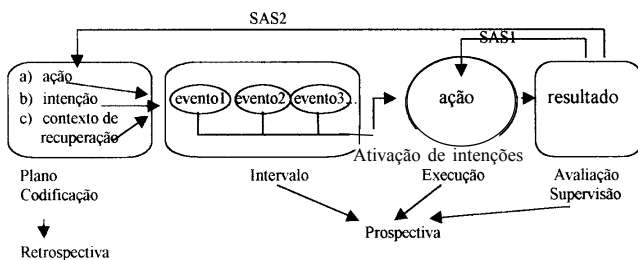 SAS2
SAS1
a) ação
b) intenção
c) contexto de
recuperação
evento1 evento2 evento3...
ação
resultado
Ativação de intenções
Plano
Codificação
Intervalo
Execução
Avaliação
Supervisão
Prospectiva
Retrospectiva